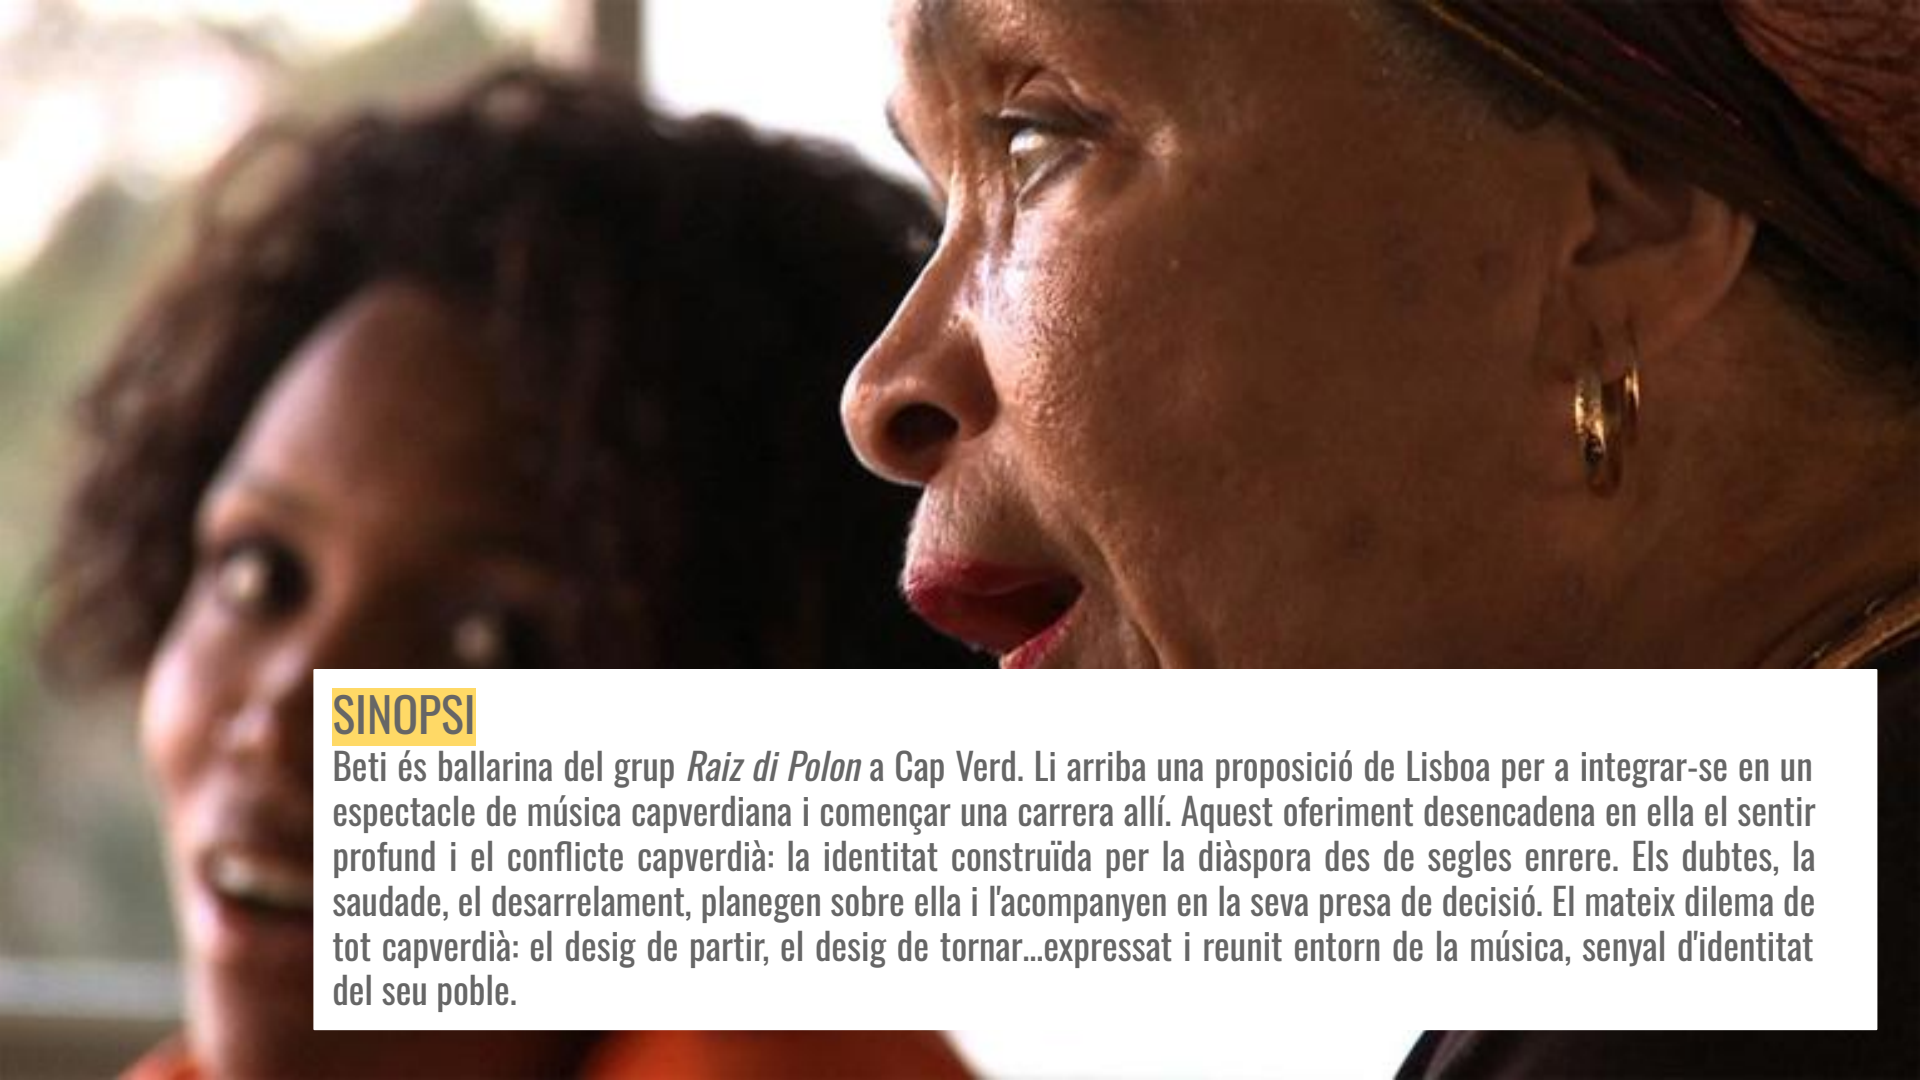 SINOPSI
Beti és ballarina del grup Raiz di Polon a Cap Verd. Li arriba una proposició de Lisboa per a integrar-se en un
espectacle de música capverdiana i començar una carrera allí. Aquest oferiment desencadena en ella el sentir
profund i el conflicte capverdià: la identitat construïda per la diàspora des de segles enrere. Els dubtes, la
saudade, el desarrelament, planegen sobre ella i l'acompanyen en la seva presa de decisió. El mateix dilema de
tot capverdià: el desig de partir, el desig de tornar...expressat i reunit entorn de la música, senyal d'identitat
del seu poble.